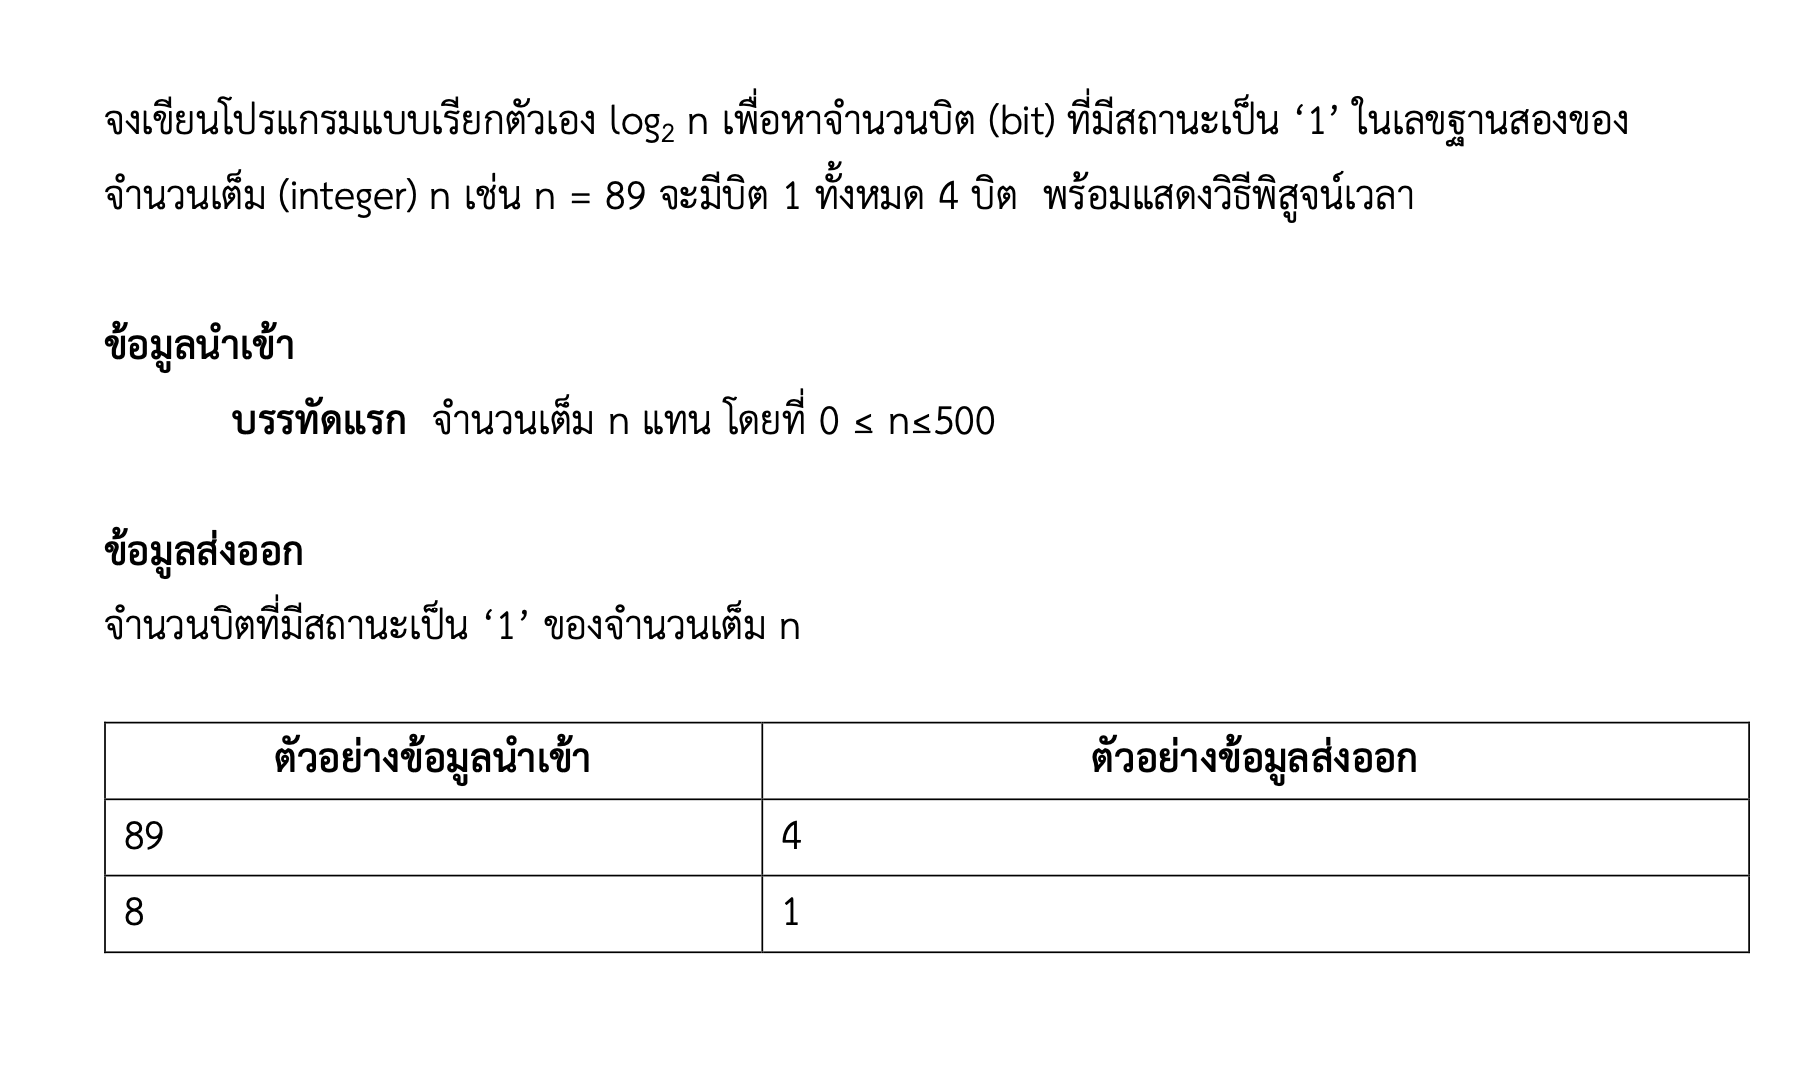 จงเขียนโปรแกรมแบบเรียกตัวเอง log₂ n เพื่อหาจำนวนบิต (bit) ที่มีสถานะเป็น ‘1’ ในเลขฐานสองของ
จำนวนเต็ม (integer) n เช่น n = 89 จะมีบิต 1 ทั้งหมด 4 บิต พร้อมแสดงวิธีพิสูจน์เวลา
ข้อมูลนำเข้า
บรรทัดแรก จำนวนเต็ม n แทน โดยที่ 0 ≤ n≤500
ข้อมูลส่งออก
จำนวนบิตที่มีสถานะเป็น ‘1’ ของจำนวนเต็ม n
ตัวอย่างข้อมูลนำเข้า ตัวอย่างข้อมูลส่งออก
89 4
8 1